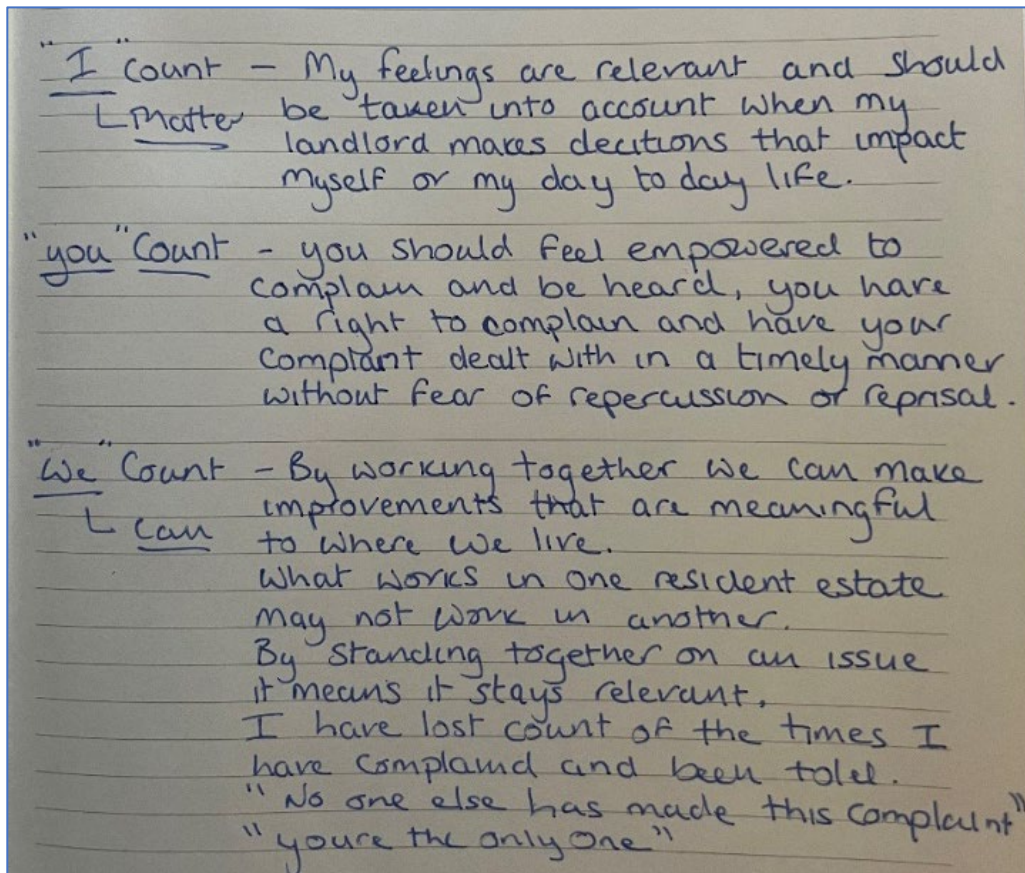 "I" Count - My feelings are relevant and should
Matter be taken into account when my
landlord makes decitions that impact
myself or my day to day life.
"you" Count - you should feel empowered to
complain and be heard, you have
a right to complain and have your
complant dealt with in a timely manner
without fear of repercussion or reprisal.
"We" Count - By working together we can make
improvements that are meaningful
can to where we live.
What works in one resident estate
may not work in another.
By standing together on an issue
it means it stays relevant.
I have lost count of the times I
have complaind and been told.
"No one else has made this complaint"
"youre the only one"